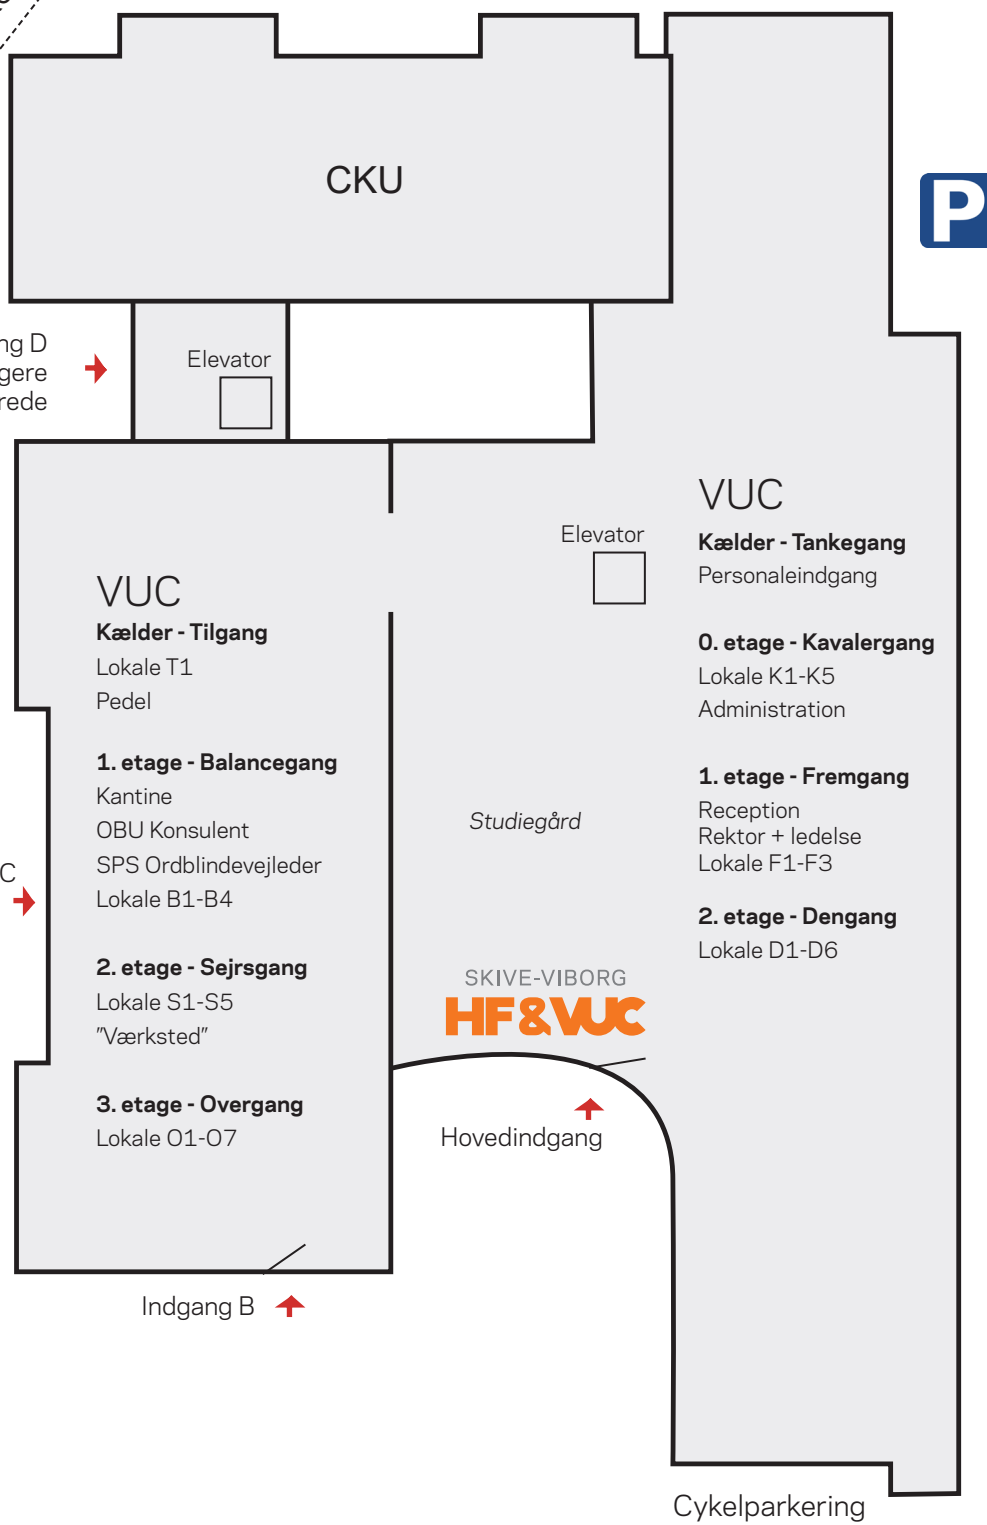 CKU
P
Elevator
ng D
gere
rede
Elevator
VUC
Kælder - Tankegang
Personaleindgang
0. etage - Kavalergang
Lokale K1-K5
Administration
1. etage - Fremgang
Reception
Rektor + ledelse
Lokale F1-F3
2. etage - Dengang
Lokale D1-D6
VUC
Kælder - Tilgang
Lokale T1
Pedel
1. etage - Balancegang
Kantine
OBU Konsulent
SPS Ordblindevejleder
Lokale B1-B4
2. etage - Sejrsgang
Lokale S1-S5
"Værksted"
3. etage - Overgang
Lokale O1-O7
C
Studiegård
SKIVE-VIBORG
HF&VUC
Hovedindgang
Indgang B
Cykelparkering